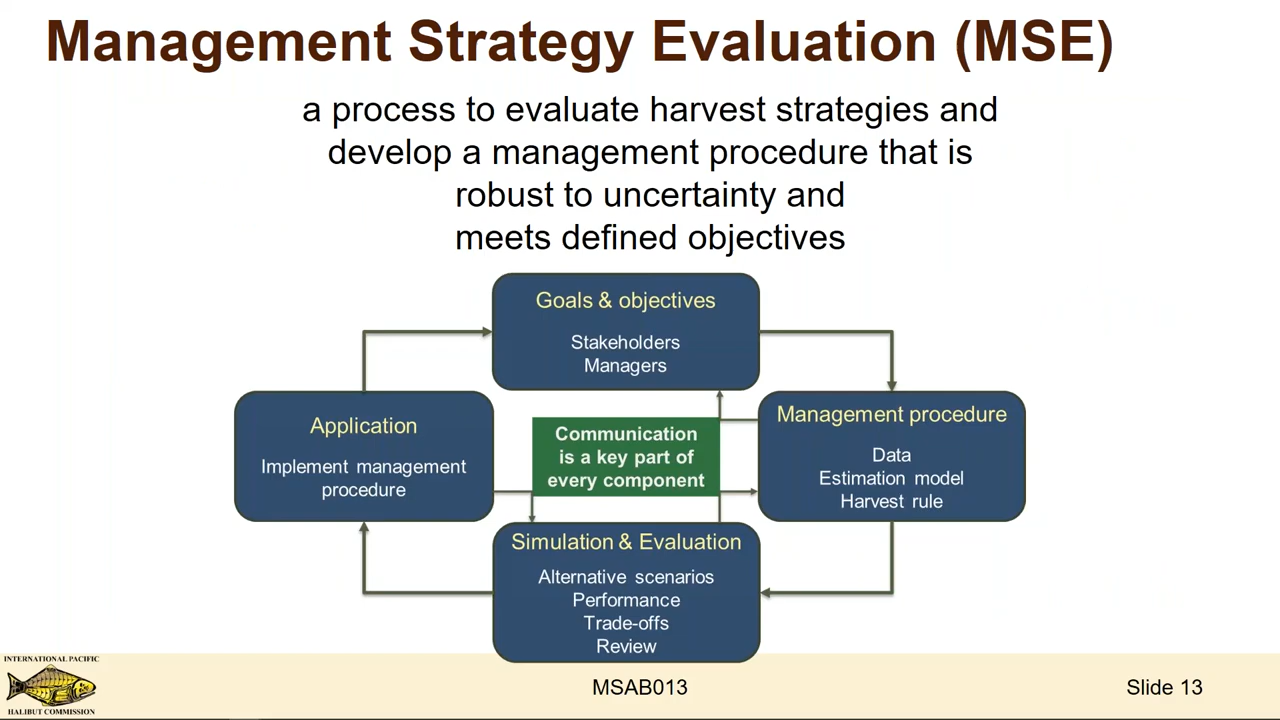 Management Strategy Evaluation (MSE)
a process to evaluate harvest strategies and
develop a management procedure that is
robust to uncertainty and
meets defined objectives
Goals & objectives
Stakeholders
Managers
Application
Implement management
procedure
Communication
is a key part of
every component
Management procedure
Data
Estimation model
Harvest rule
Simulation & Evaluation
Alternative scenarios
Performance
Trade-offs
Review
INTERNATIONAL PACIFIC
HALIBUT COMMISSION
MSAB013
Slide 13